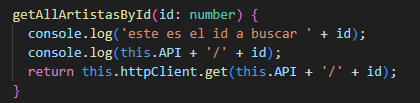 getAllArtistasById(id: number) {
  console.log('este es el id a buscar ' + id);
  console.log(this.API + '/' + id);
  return this.httpClient.get(this.API + '/' + id);
}